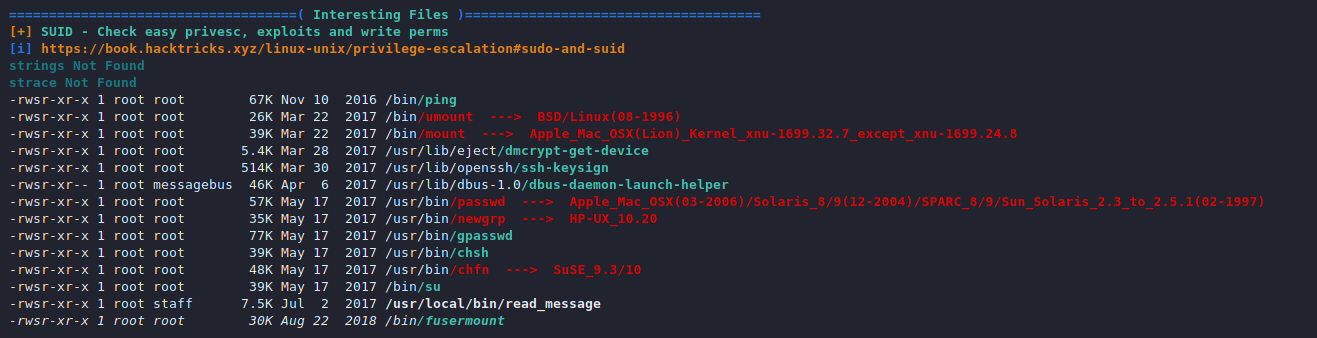 ====================================( Interesting Files )=====================================
[+] SUID - Check easy privesc, exploits and write perms
[i] https://book.hacktricks.xyz/linux-unix/privilege-escalation#sudo-and-suid
strings Not Found
strace Not Found
-rwsr-xr-x 1 root root        67K Nov 10  2016 /bin/ping
-rwsr-xr-x 1 root root        26K Mar 22  2017 /bin/umount  --->  BSD/Linux(08-1996)
-rwsr-xr-x 1 root root        39K Mar 22  2017 /bin/mount  --->  Apple_Mac_OSX(Lion)_Kernel_xnu-1699.32.7_except_xnu-1699.24.8
-rwsr-xr-x 1 root root       5.4K Mar 28  2017 /usr/lib/eject/dmcrypt-get-device
-rwsr-xr-x 1 root root       514K Mar 30  2017 /usr/lib/openssh/ssh-keysign
-rwsr-xr-- 1 root messagebus  46K Apr  6  2017 /usr/lib/dbus-1.0/dbus-daemon-launch-helper
-rwsr-xr-x 1 root root        57K May 17  2017 /usr/bin/passwd  --->  Apple_Mac_OSX(03-2006)/Solaris_8/9(12-2004)/SPARC_8/9/Sun_Solaris_2.3_to_2.5.1(02-1997)
-rwsr-xr-x 1 root root        35K May 17  2017 /usr/bin/newgrp  --->  HP-UX_10.20
-rwsr-xr-x 1 root root        77K May 17  2017 /usr/bin/gpasswd
-rwsr-xr-x 1 root root        39K May 17  2017 /usr/bin/chsh
-rwsr-xr-x 1 root root        48K May 17  2017 /usr/bin/chfn  --->  SuSE_9.3/10
-rwsr-xr-x 1 root root        39K May 17  2017 /bin/su
-rwsr-xr-x 1 root staff      7.5K Jul  2  2017 /usr/local/bin/read_message
-rwsr-xr-x 1 root root        30K Aug 22  2018 /bin/fusermount